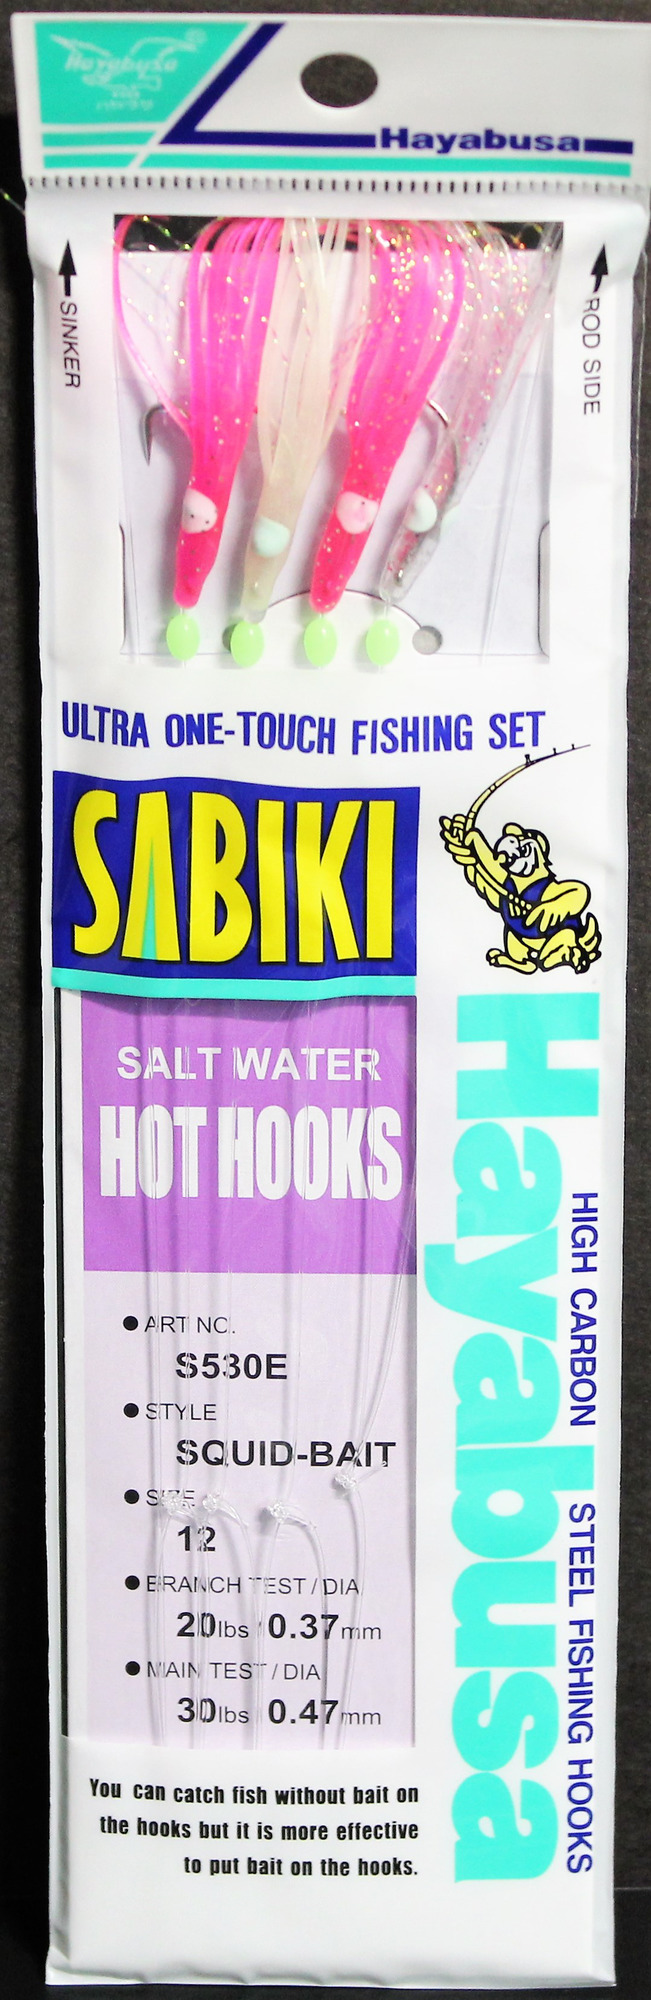 Hayabusa
Hayabusa
SINKER
ROD SIDE
ULTRA ONE-TOUCH FISHING SET
SABIKI
SALT WATER
HOT HOOKS
● ART NO.
S530E
● STYLE
SQUID-BAIT
● SIZE
12
● BRANCH TEST / DIA
20lbs 0.37mm
● MAIN TEST / DIA
30lbs 0.47mm
Hayabusa
HIGH CARBON STEEL FISHING HOOKS
You can catch fish without bait on
the hooks but it is more effective
to put bait on the hooks.